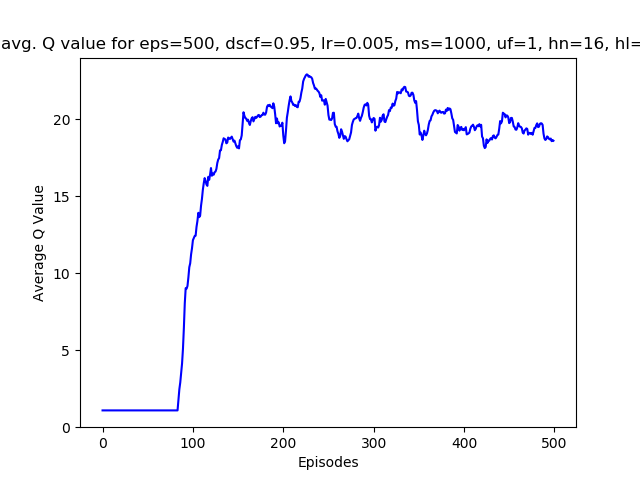 avg. Q value for eps=500, dscf=0.95, lr=0.005, ms=1000, uf=1, hn=16, hl=
20
15
10
5
0
Average Q Value
0 100 200 300 400 500
Episodes